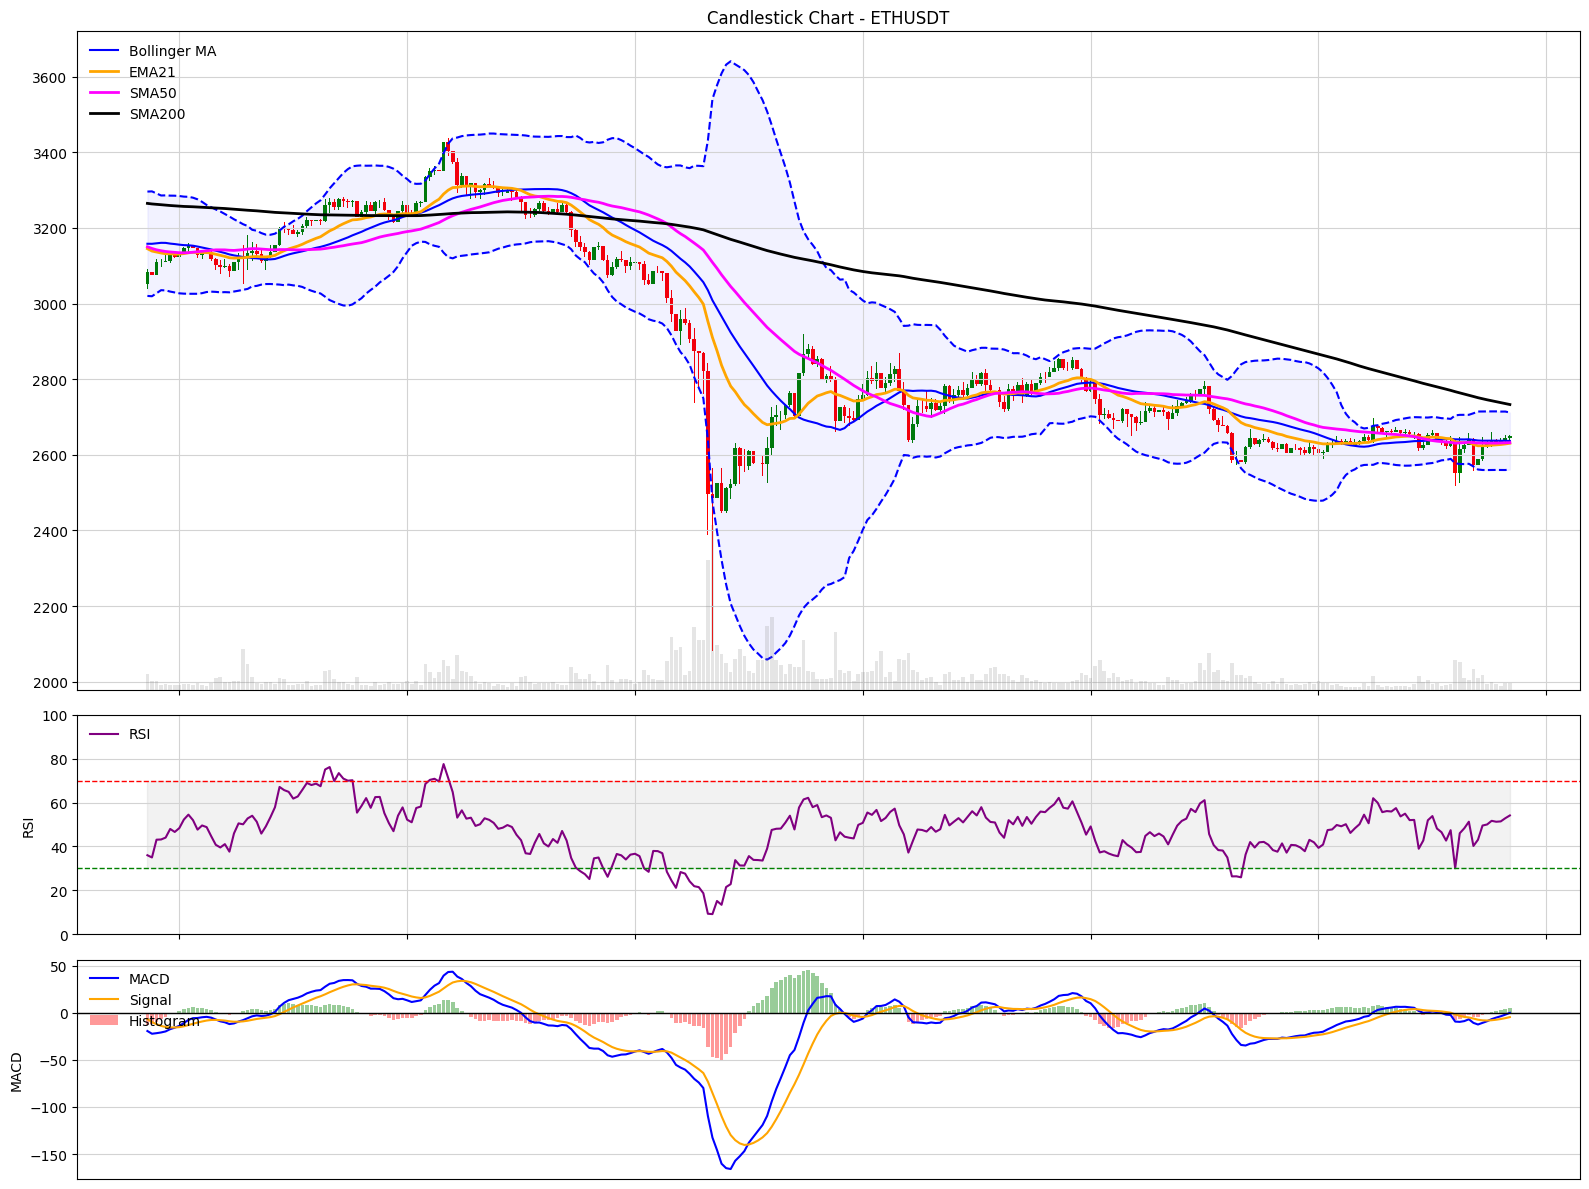 Candlestick Chart - ETHUSDT
Bollinger MA
EMA21
SMA50
SMA200
3600
3400
3200
3000
2800
2600
2400
2200
2000
RSI
100
80
60
40
20
0
RSI
MACD
Signal
Histogram
50
0
−50
−100
−150
MACD